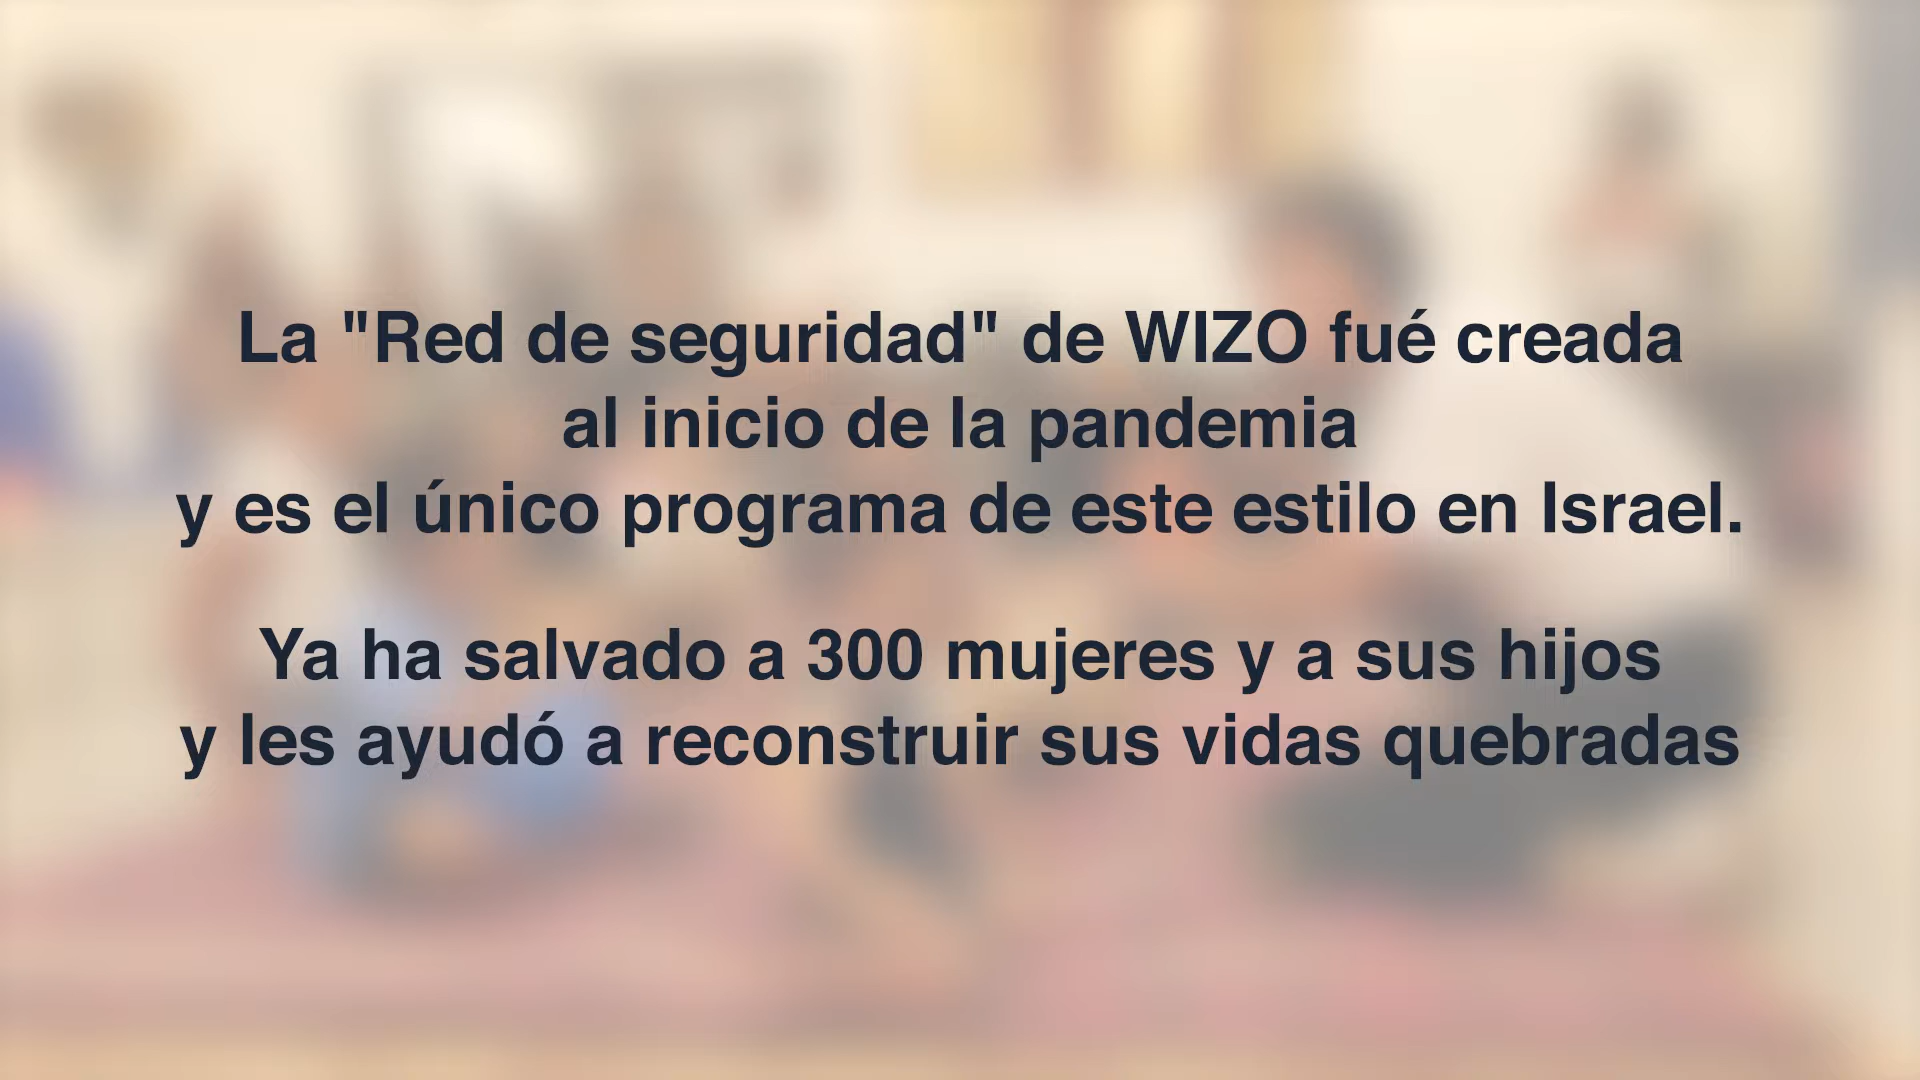 La "Red de seguridad" de WIZO fué creada
al inicio de la pandemia
y es el único programa de este estilo en Israel.
Ya ha salvado a 300 mujeres y a sus hijos
y les ayudó a reconstruir sus vidas quebradas